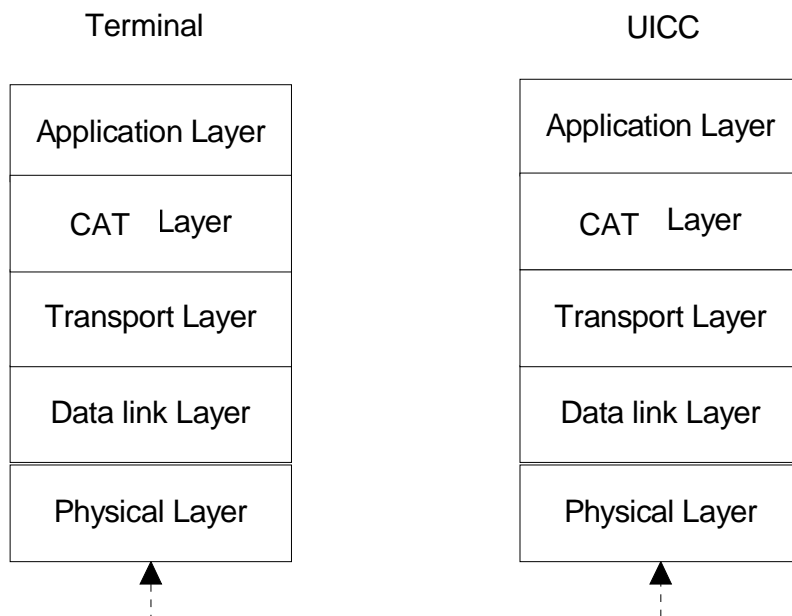 Terminal
UICC
Application Layer
Application Layer
CAT Layer
CAT Layer
Transport Layer
Transport Layer
Data link Layer
Data link Layer
Physical Layer
Physical Layer